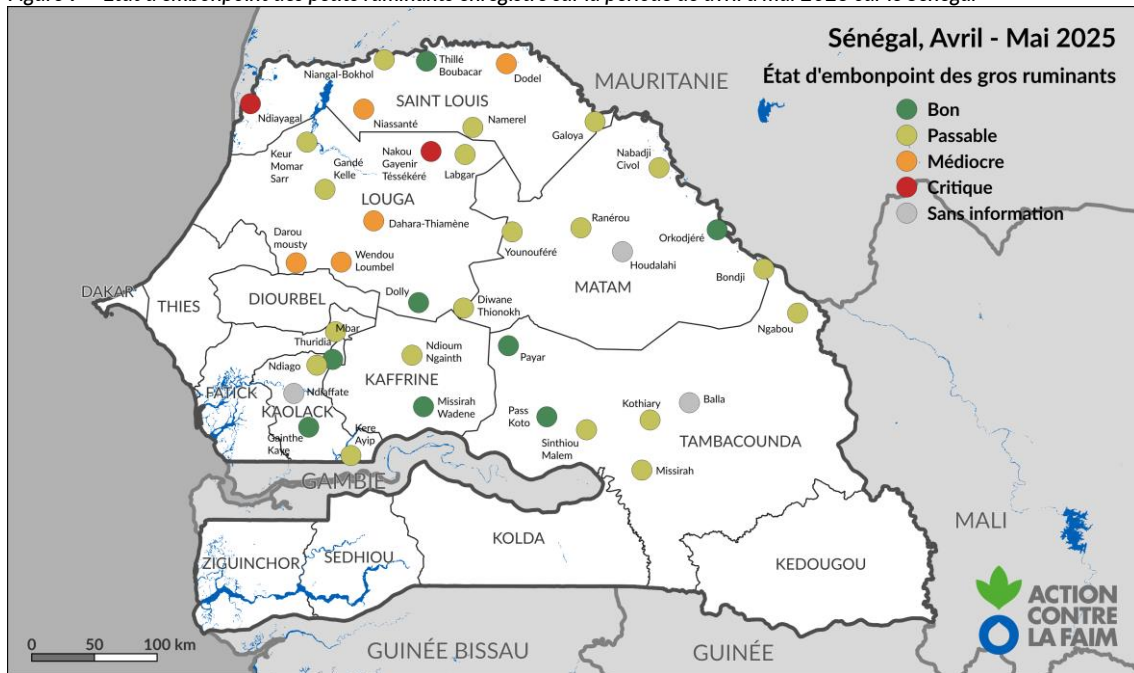 Sénégal, Avril - Mai 2025
État d'embonpoint des gros ruminants
Bon
Passable
Médiocre
Critique
Sans information
MAURITANIE
Niangal-Bokhol
Thillé
Boubacar
Dodel
SAINT LOUIS
Ndiayagal
Niassanté
Namerel
Galoya
Keur
Momar
Sarr
Gandé
Kelle
Nakou
Gayenir
Téssékéré
Labgar
Nabadji
Civol
LOUGA
Dahara-Thiamène
Ranérou
Younouféré
Orkodjéré
Houdalahi
Darou
mousty
Wendou
Loumbel
Bondji
MATAM
DAKAR
THIES
DIOURBEL
Dolly
Diwane
Thionokh
Ngabou
Mbar
Thuridia
Ndiago
Ndioum
Ngainth
Payar
KAFFRINE
FATICK
Ndiaffate
KAOLACK
Missirah
Wadene
Pass
Koto
Kothiary
Balla
Gainthe
Kaye
Kere
Ayip
Sinthiou
Malem
TAMBACOUNDA
Missirah
GAMBIE
MALI
ZIGUINCHOR
SEDHIOU
KOLDA
KEDOUGOU
GUINÉE BISSAU
GUINÉE
0 50 100 km
ACTION
CONTRE
LA FAIM